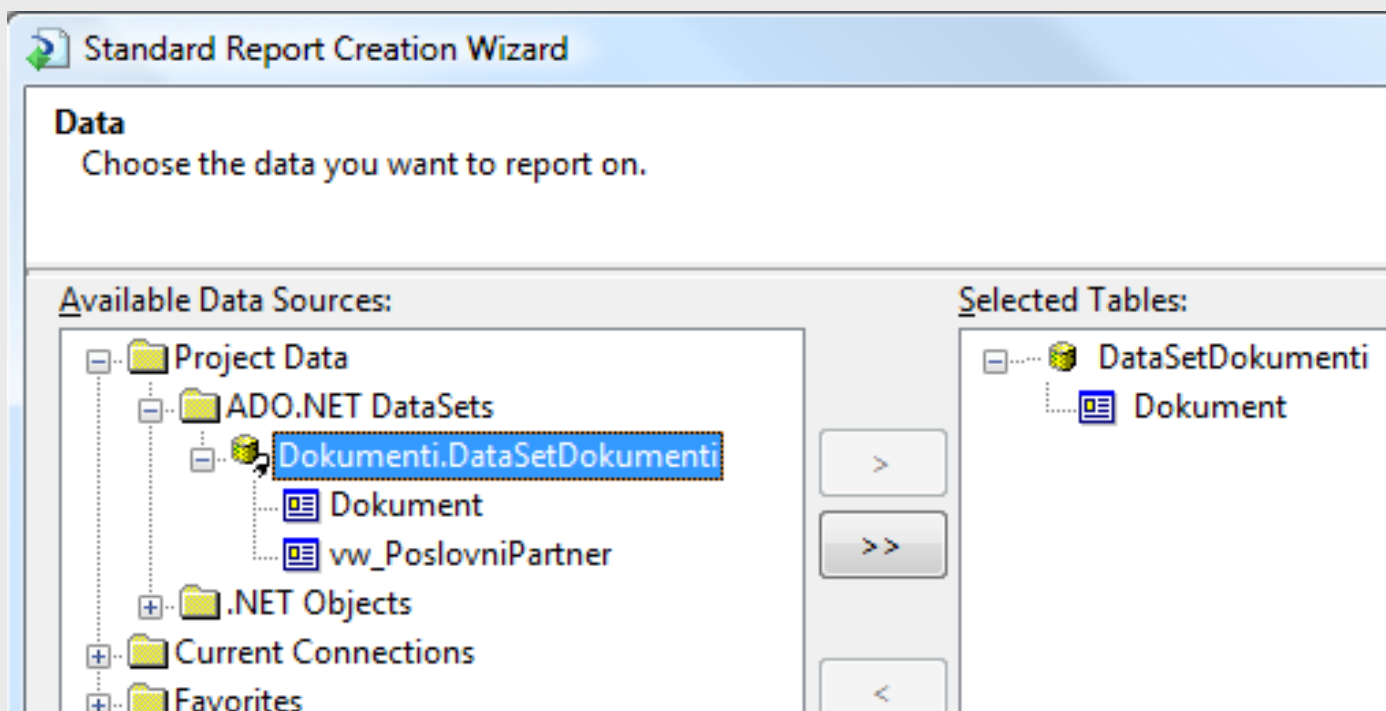 Standard Report Creation Wizard
Data
Choose the data you want to report on.
Available Data Sources:
Project Data
ADO.NET DataSets
Dokumenti.DataSetDokumenti
Dokument
vw_PoslovniPartner
.NET Objects
Current Connections
Favorites
>
>>
<
Selected Tables:
DataSetDokumenti
Dokument